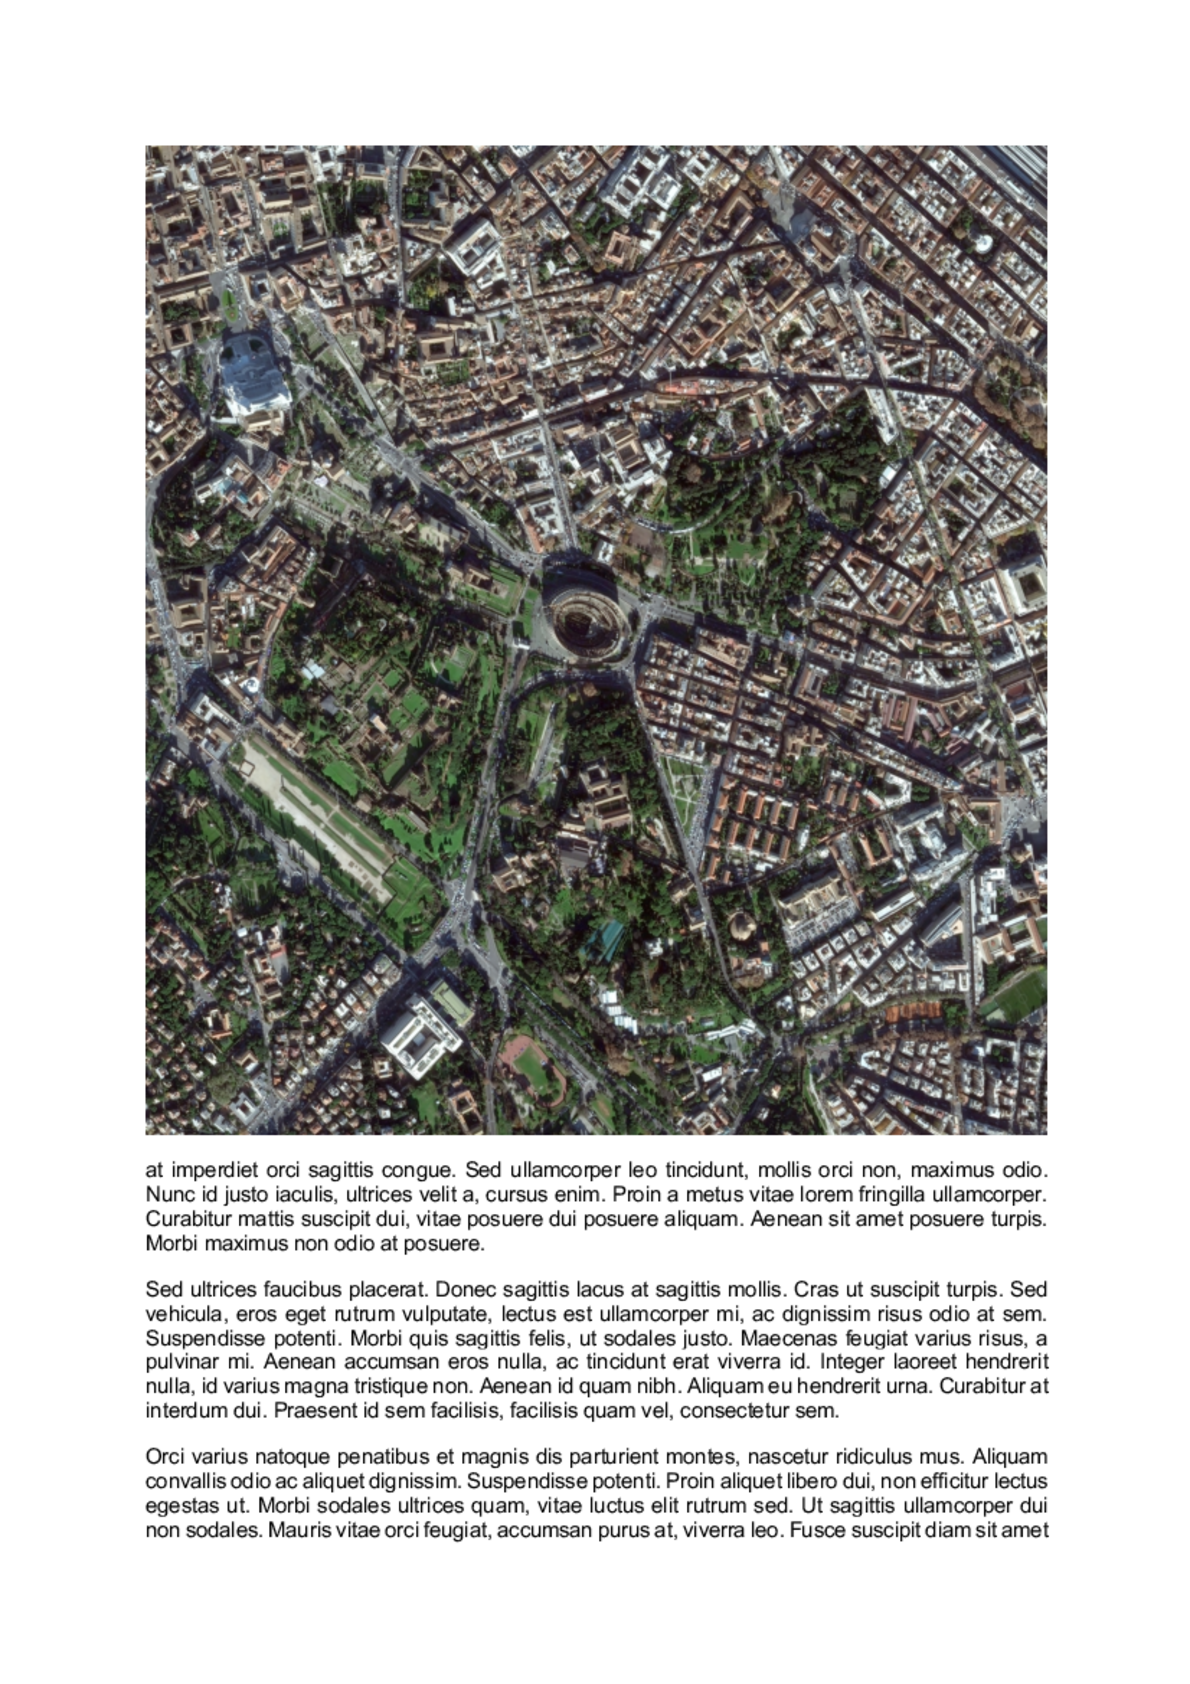 at imperdiet orci sagittis congue. Sed ullamcorper leo tincidunt, mollis orci non, maximus odio.
Nunc id justo iaculis, ultrices velit a, cursus enim. Proin a metus vitae lorem fringilla ullamcorper.
Curabitur mattis suscipit dui, vitae posuere dui posuere aliquam. Aenean sit amet posuere turpis.
Morbi maximus non odio at posuere.
Sed ultrices faucibus placerat. Donec sagittis lacus at sagittis mollis. Cras ut suscipit turpis. Sed
vehicula, eros eget rutrum vulputate, lectus est ullamcorper mi, ac dignissim risus odio at sem.
Suspendisse potenti. Morbi quis sagittis felis, ut sodales justo. Maecenas feugiat varius risus, a
pulvinar mi. Aenean accumsan eros nulla, ac tincidunt erat viverra id. Integer laoreet hendrerit
nulla, id varius magna tristique non. Aenean id quam nibh. Aliquam eu hendrerit urna. Curabitur at
interdum dui. Praesent id sem facilisis, facilisis quam vel, consectetur sem.
Orci varius natoque penatibus et magnis dis parturient montes, nascetur ridiculus mus. Aliquam
convallis odio ac aliquet dignissim. Suspendisse potenti. Proin aliquet libero dui, non efficitur lectus
egestas ut. Morbi sodales ultrices quam, vitae luctus elit rutrum sed. Ut sagittis ullamcorper dui
non sodales. Mauris vitae orci feugiat, accumsan purus at, viverra leo. Fusce suscipit diam sit amet